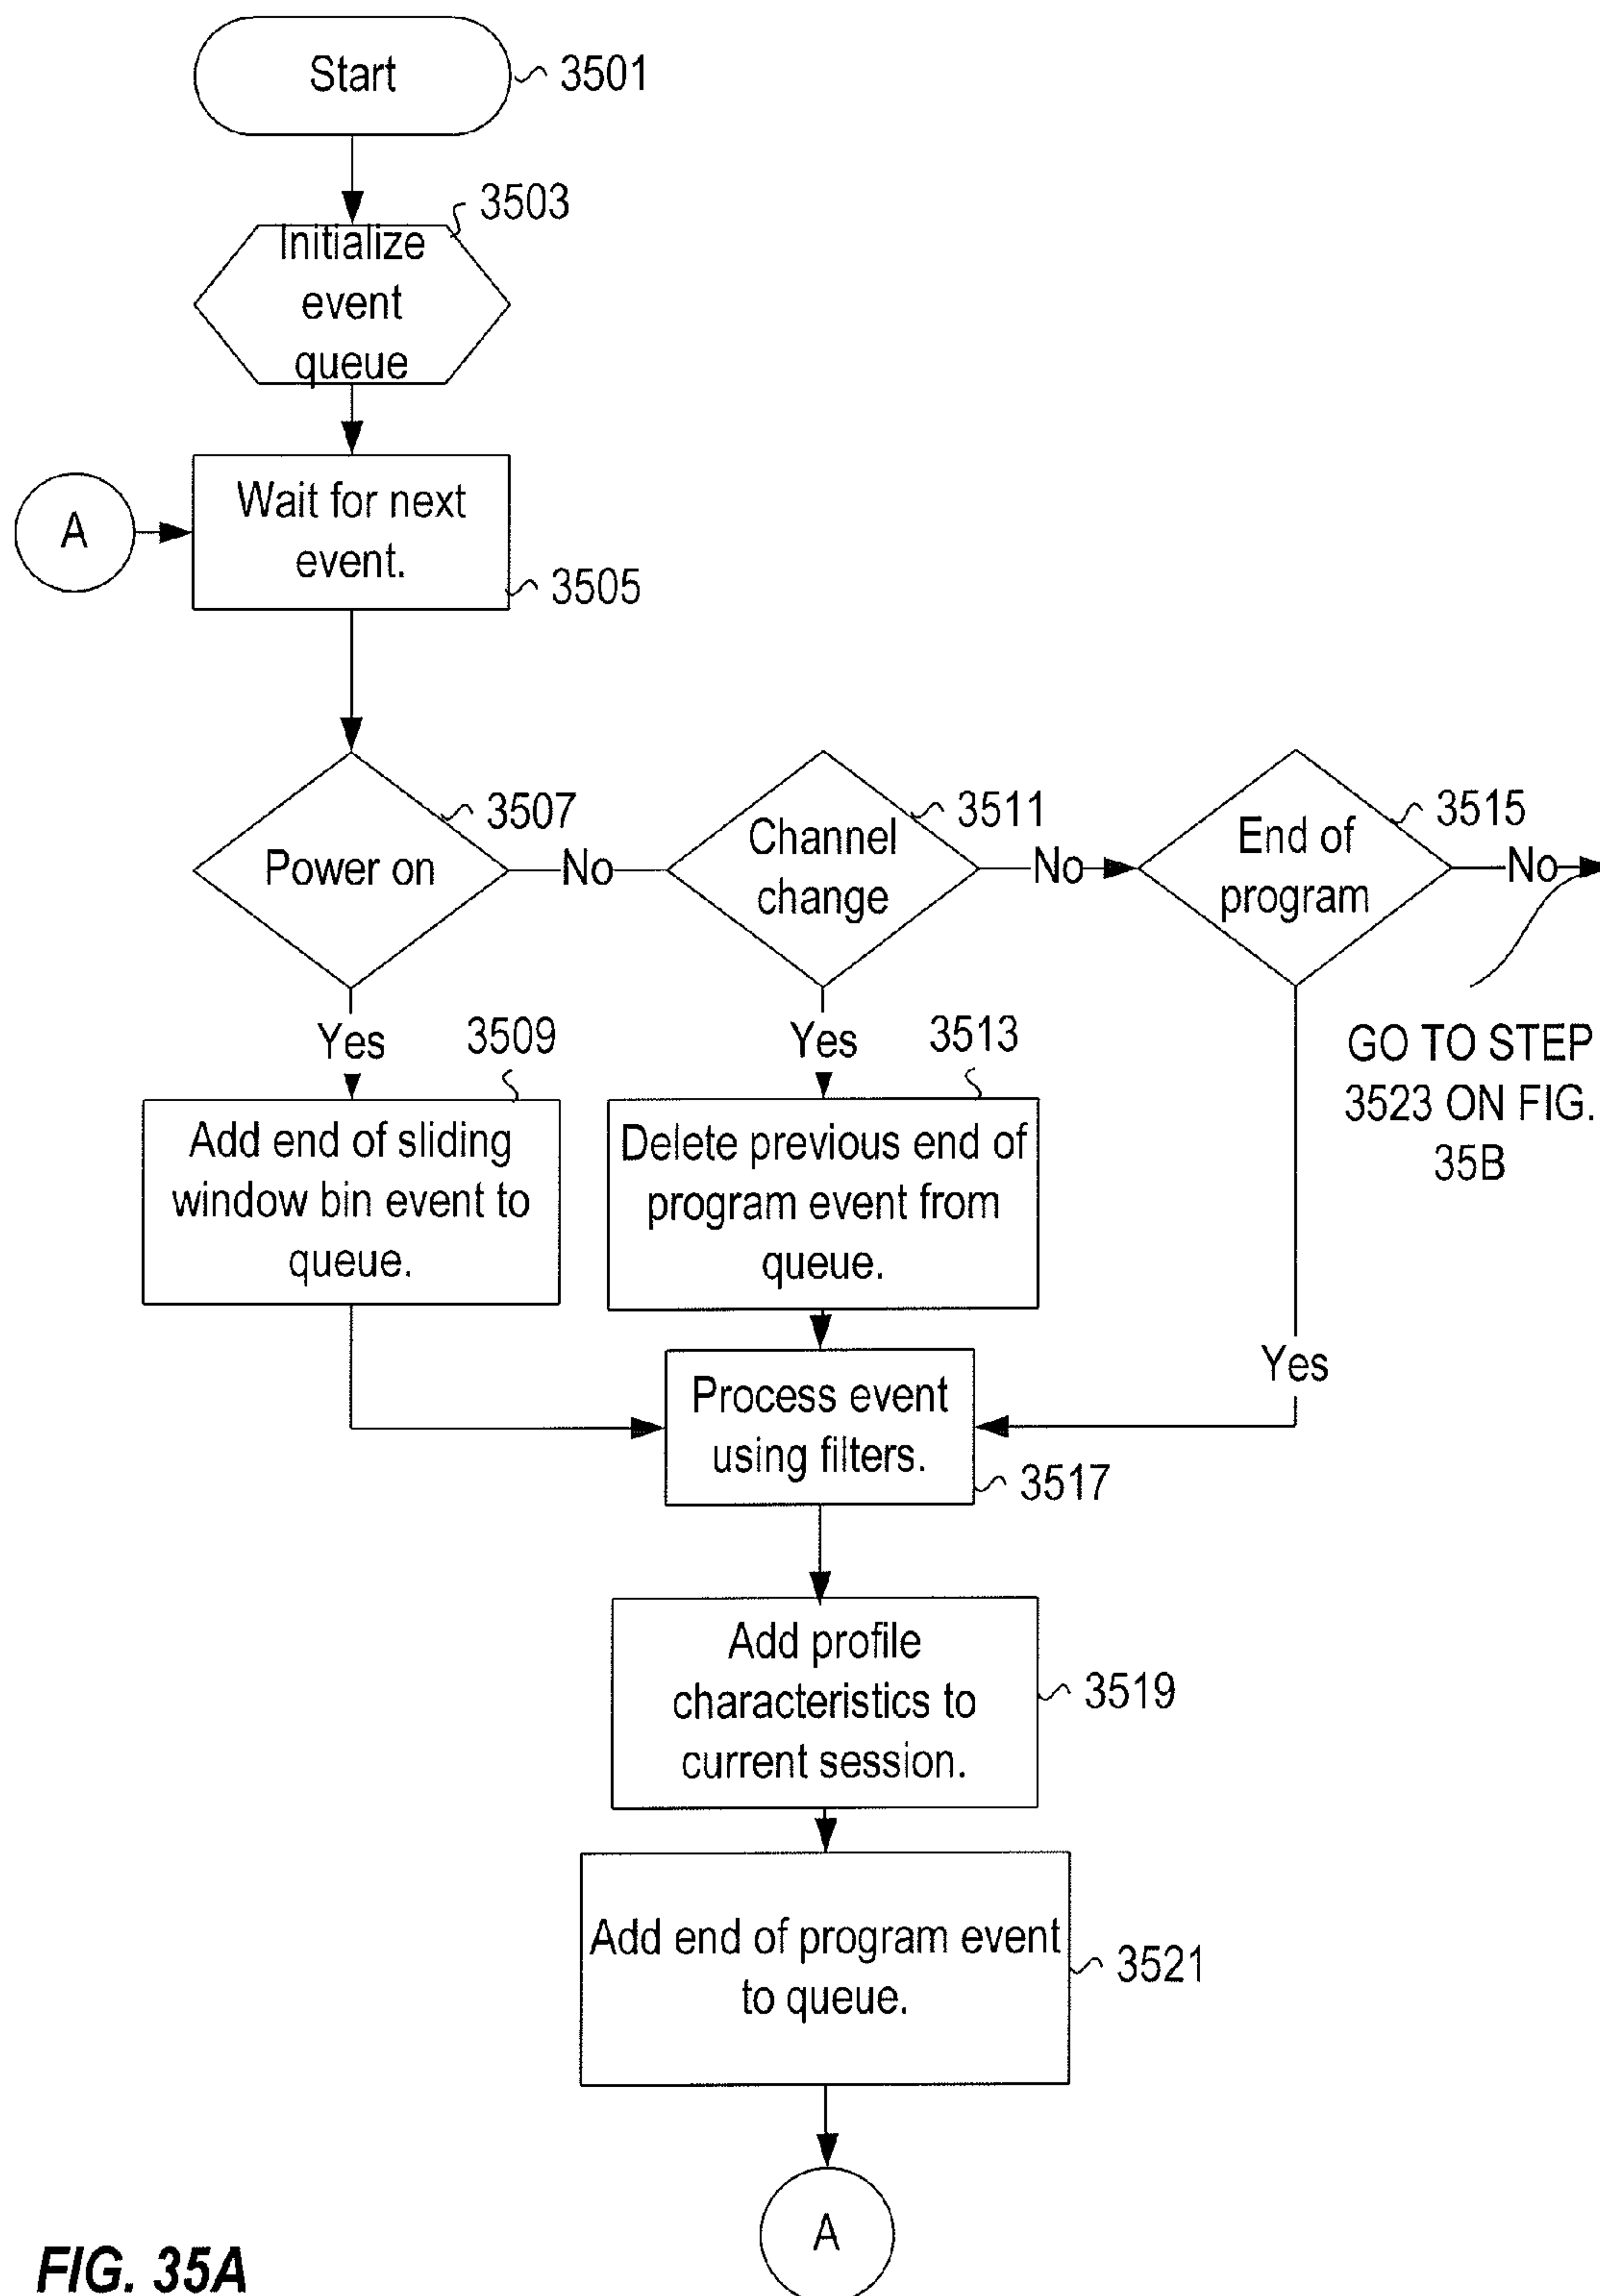 Start
3501
3503
Initialize
event
queue
A
Wait for next
event.
3505
3507
Power on
No
3511
Channel
change
No
3515
End of
program
No
Yes
3509
Yes
3513
GO TO STEP
3523 ON FIG.
35B
Add end of sliding
window bin event to
queue.
Delete previous end of
program event from
queue.
Yes
Process event
using filters.
3517
Add profile
characteristics to
current session.
3519
Add end of program event
to queue.
3521
A
FIG. 35A